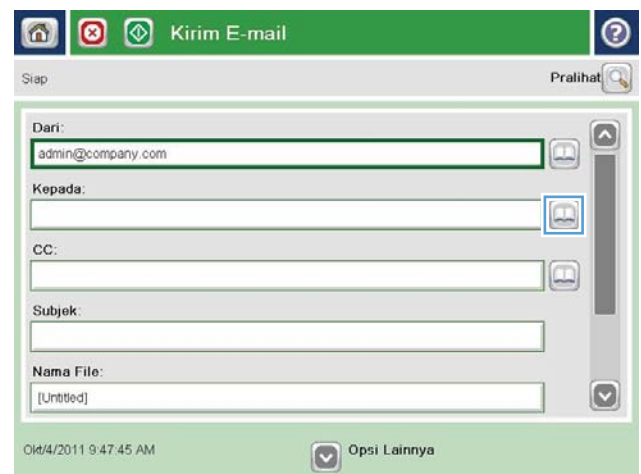 Kirim E-mail
Siap
Pralihat
Dari:
admin@company.com
Kepada:
CC:
Subjek:
Nama File:
[Untitled]
Okt/4/2011 9:47:45 AM
Opsi Lainnya